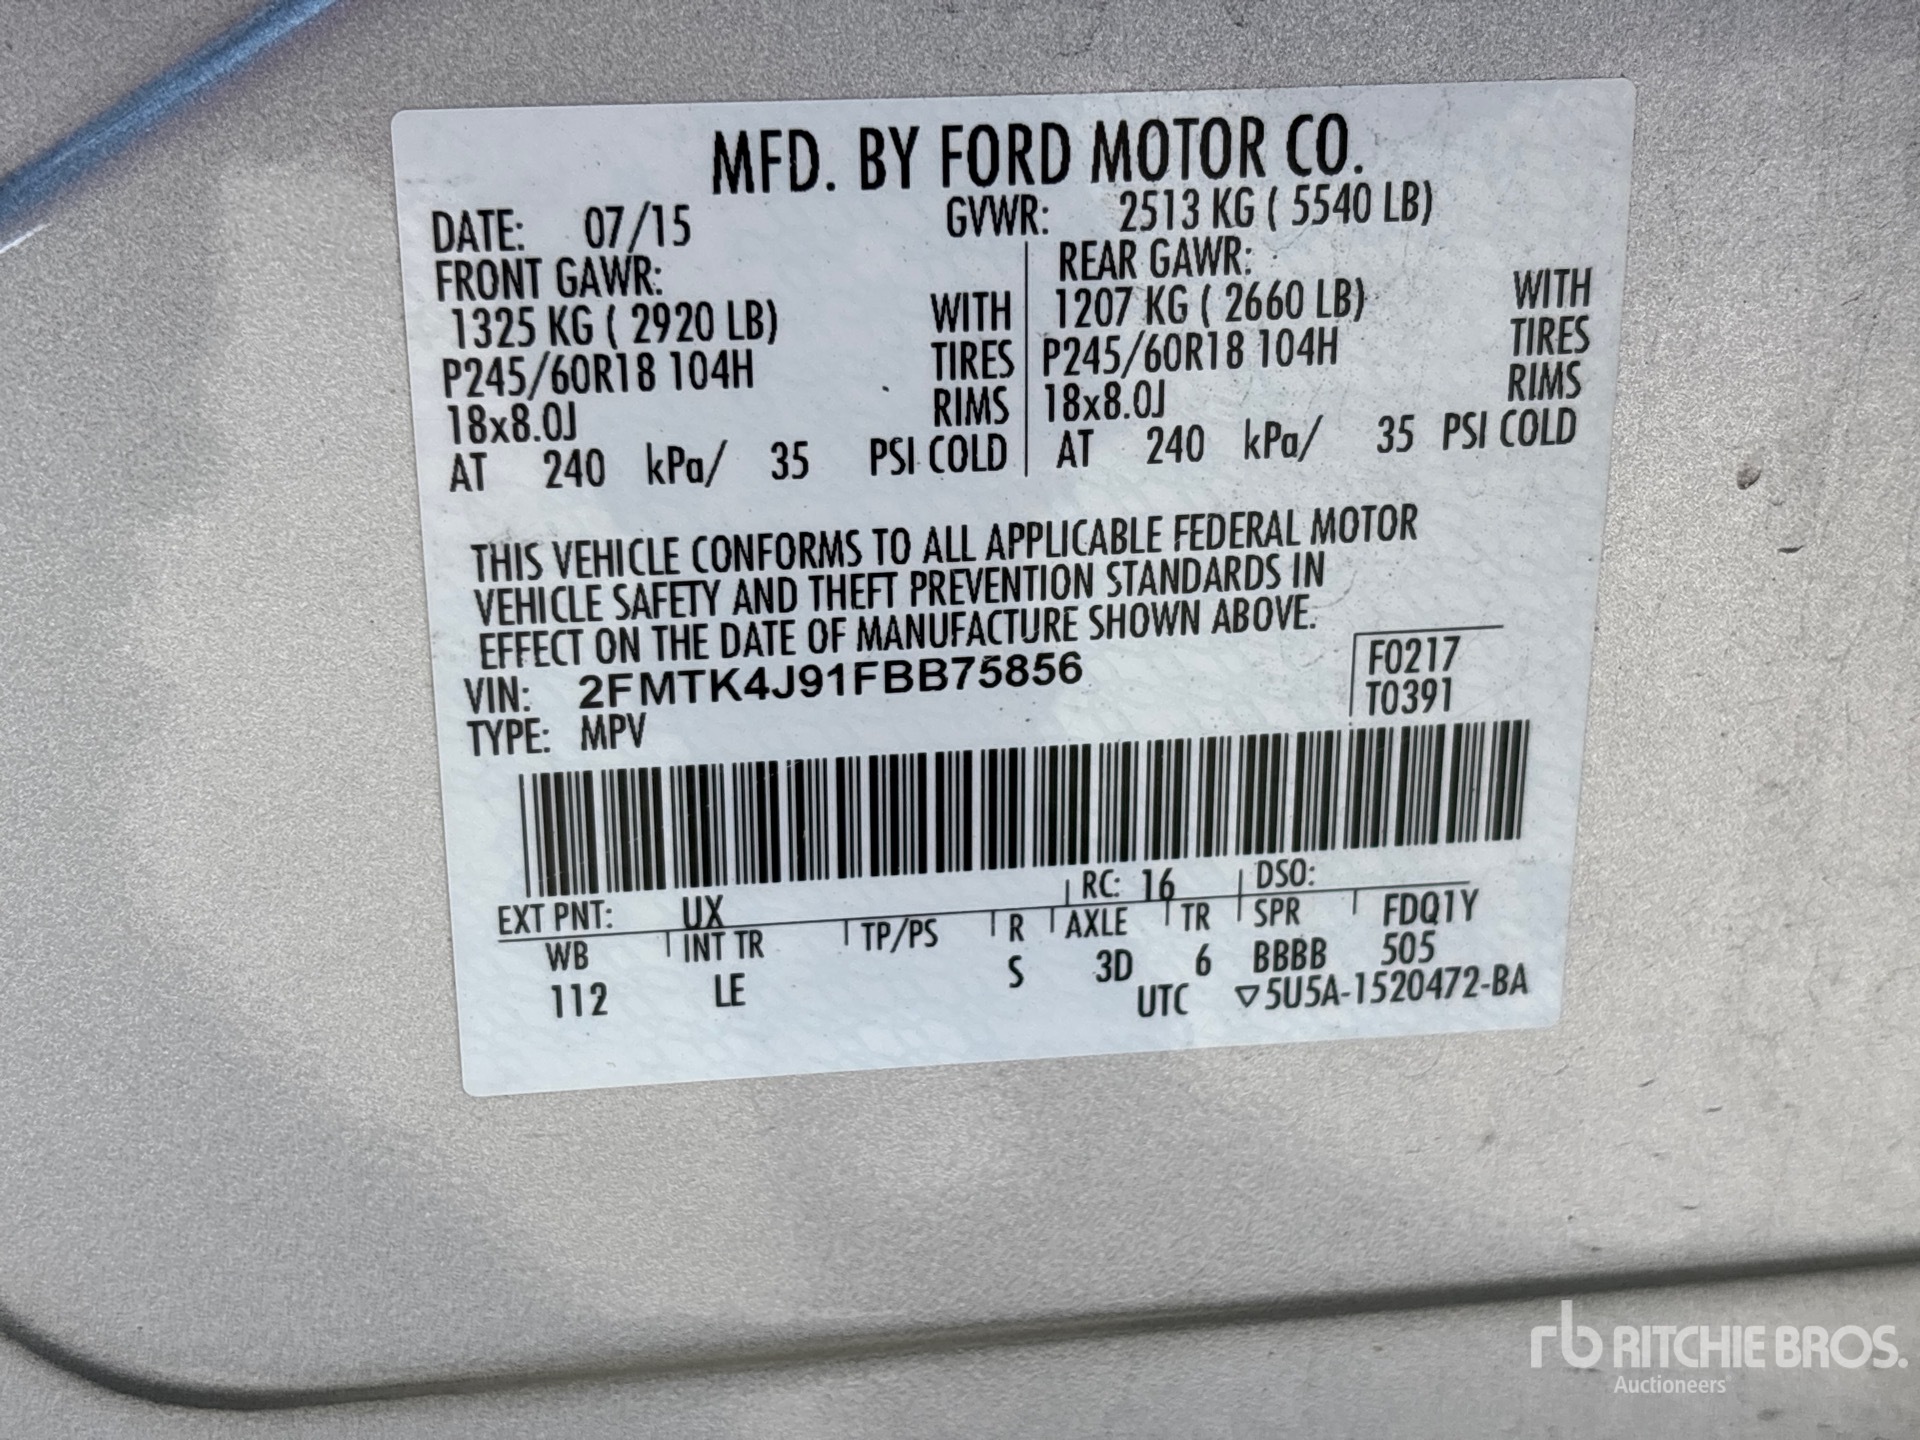 MFD. BY FORD MOTOR CO.
DATE: 07/15 GVWR: 2513 KG ( 5540 LB)
FRONT GAWR: REAR GAWR:
1325 KG ( 2920 LB) WITH 1207 KG ( 2660 LB) WITH
P245/60R18 104H TIRES P245/60R18 104H TIRES
18x8.0J RIMS 18x8.0J RIMS
AT 240 kPa/ 35 PSI COLD AT 240 kPa/ 35 PSI COLD
THIS VEHICLE CONFORMS TO ALL APPLICABLE FEDERAL MOTOR
VEHICLE SAFETY AND THEFT PREVENTION STANDARDS IN
EFFECT ON THE DATE OF MANUFACTURE SHOWN ABOVE.
VIN: 2FMTK4J91FBB75856 F0217
TYPE: MPV T0391
EXT PNT: UX RC: 16 DSO:
WB INT TR TP/PS R AXLE TR SPR FDQ1Y
112 LE S 3D 6 BBBB 505
UTC ▽5U5A-1520472-BA
rb RITCHIE BROS.
Auctioneers